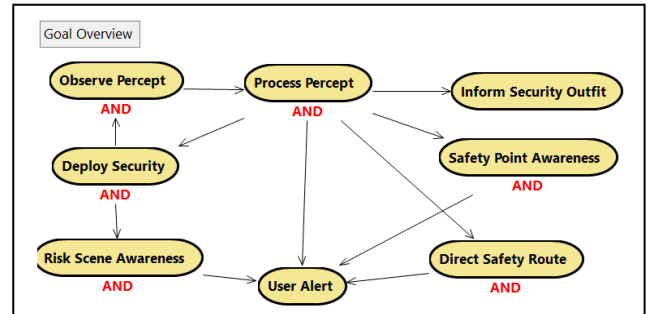 Goal Overview
Observe Percept
AND
Process Percept
AND
Inform Security Outfit
Deploy Security
AND
Safety Point Awareness
AND
Risk Scene Awareness
AND
User Alert
Direct Safety Route
AND